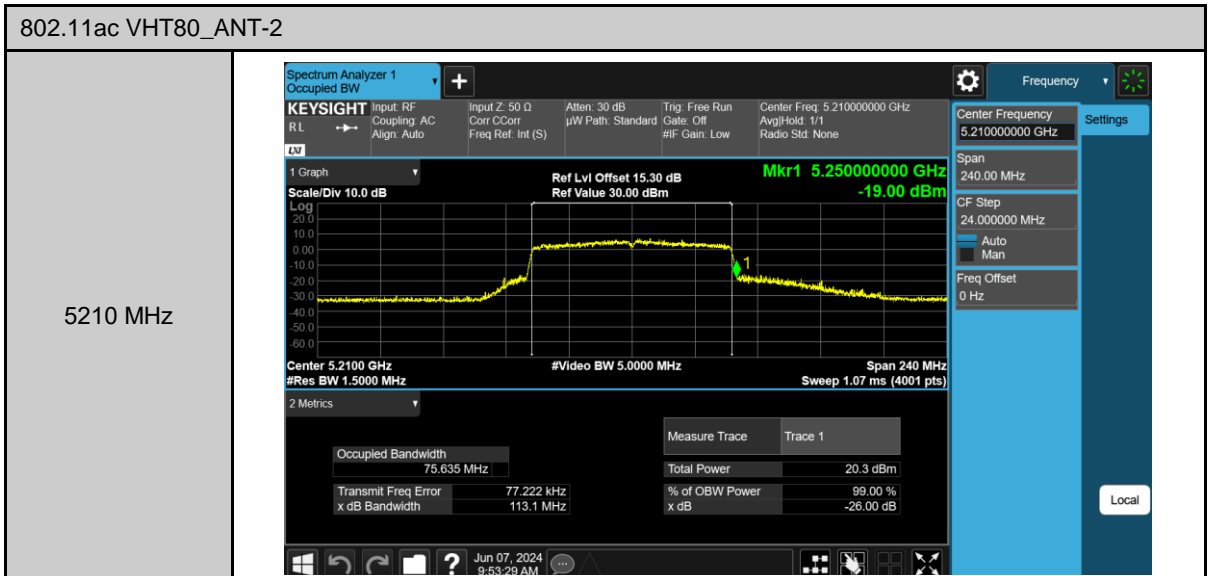 802.11ac VHT80_ANT-2
5210 MHz
Spectrum Analyzer 1
Occupied BW
+
Frequency
KEYSIGHT
R L
LXI
Input: RF
Coupling: AC
Align: Auto
Input Z: 50 Ω
Corr CCorr
Freq Ref: Int (S)
Atten: 30 dB
µW Path: Standard
Trig: Free Run
Gate: Off
#IF Gain: Low
Center Freq: 5.210000000 GHz
Avg|Hold: 1/1
Radio Std: None
Center Frequency
5.210000000 GHz
Settings
Span
240.00 MHz
CF Step
24.000000 MHz
Auto
Man
Freq Offset
0 Hz
Local
1 Graph
Scale/Div 10.0 dB
Ref Lvl Offset 15.30 dB
Ref Value 30.00 dBm
Mkr1 5.250000000 GHz
-19.00 dBm
Log
20.0
10.0
0.00
-10.0
-20.0
-30.0
-40.0
-50.0
-60.0
1
Center 5.2100 GHz
#Video BW 5.0000 MHz
Span 240 MHz
#Res BW 1.5000 MHz
Sweep 1.07 ms (4001 pts)
2 Metrics
Measure Trace Trace 1
Occupied Bandwidth
75.635 MHz
Total Power 20.3 dBm
Transmit Freq Error 77.222 kHz
% of OBW Power 99.00 %
x dB Bandwidth 113.1 MHz
x dB -26.00 dB
?
Jun 07, 2024
9:53:29 AM